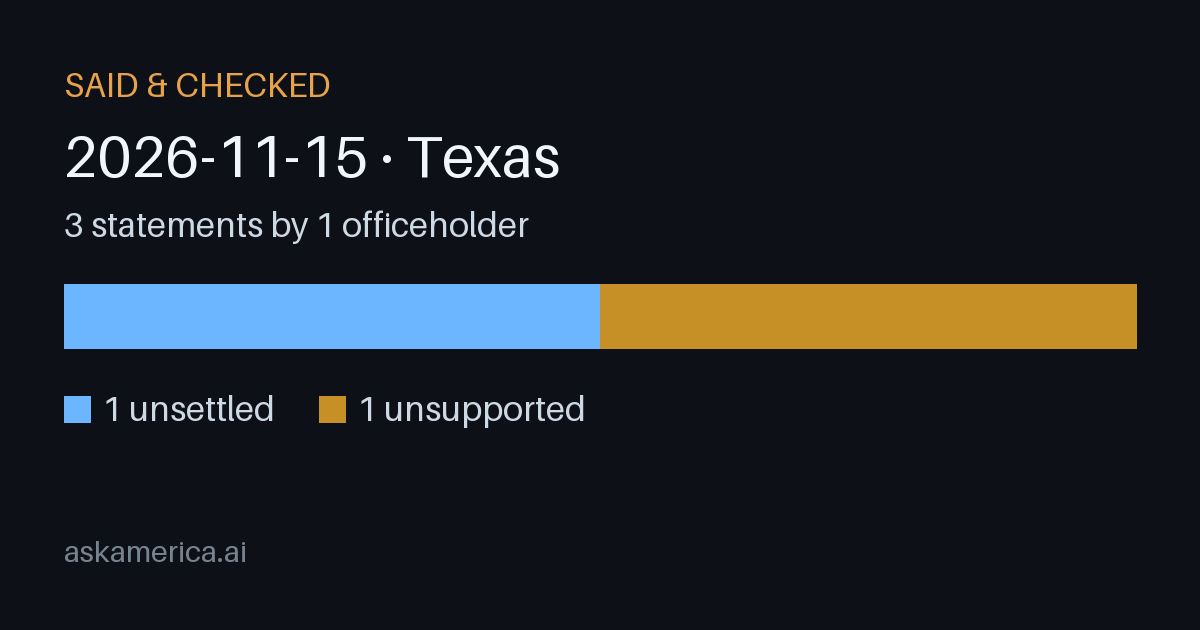 SAID & CHECKED
2026-11-15 · Texas
3 statements by 1 officeholder
1 unsettled 1 unsupported
askamerica.ai